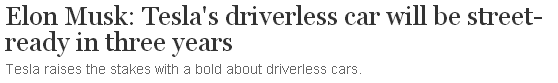 Elon Musk: Tesla's driverless car will be street-
ready in three years
Tesla raises the stakes with a bold about driverless cars.